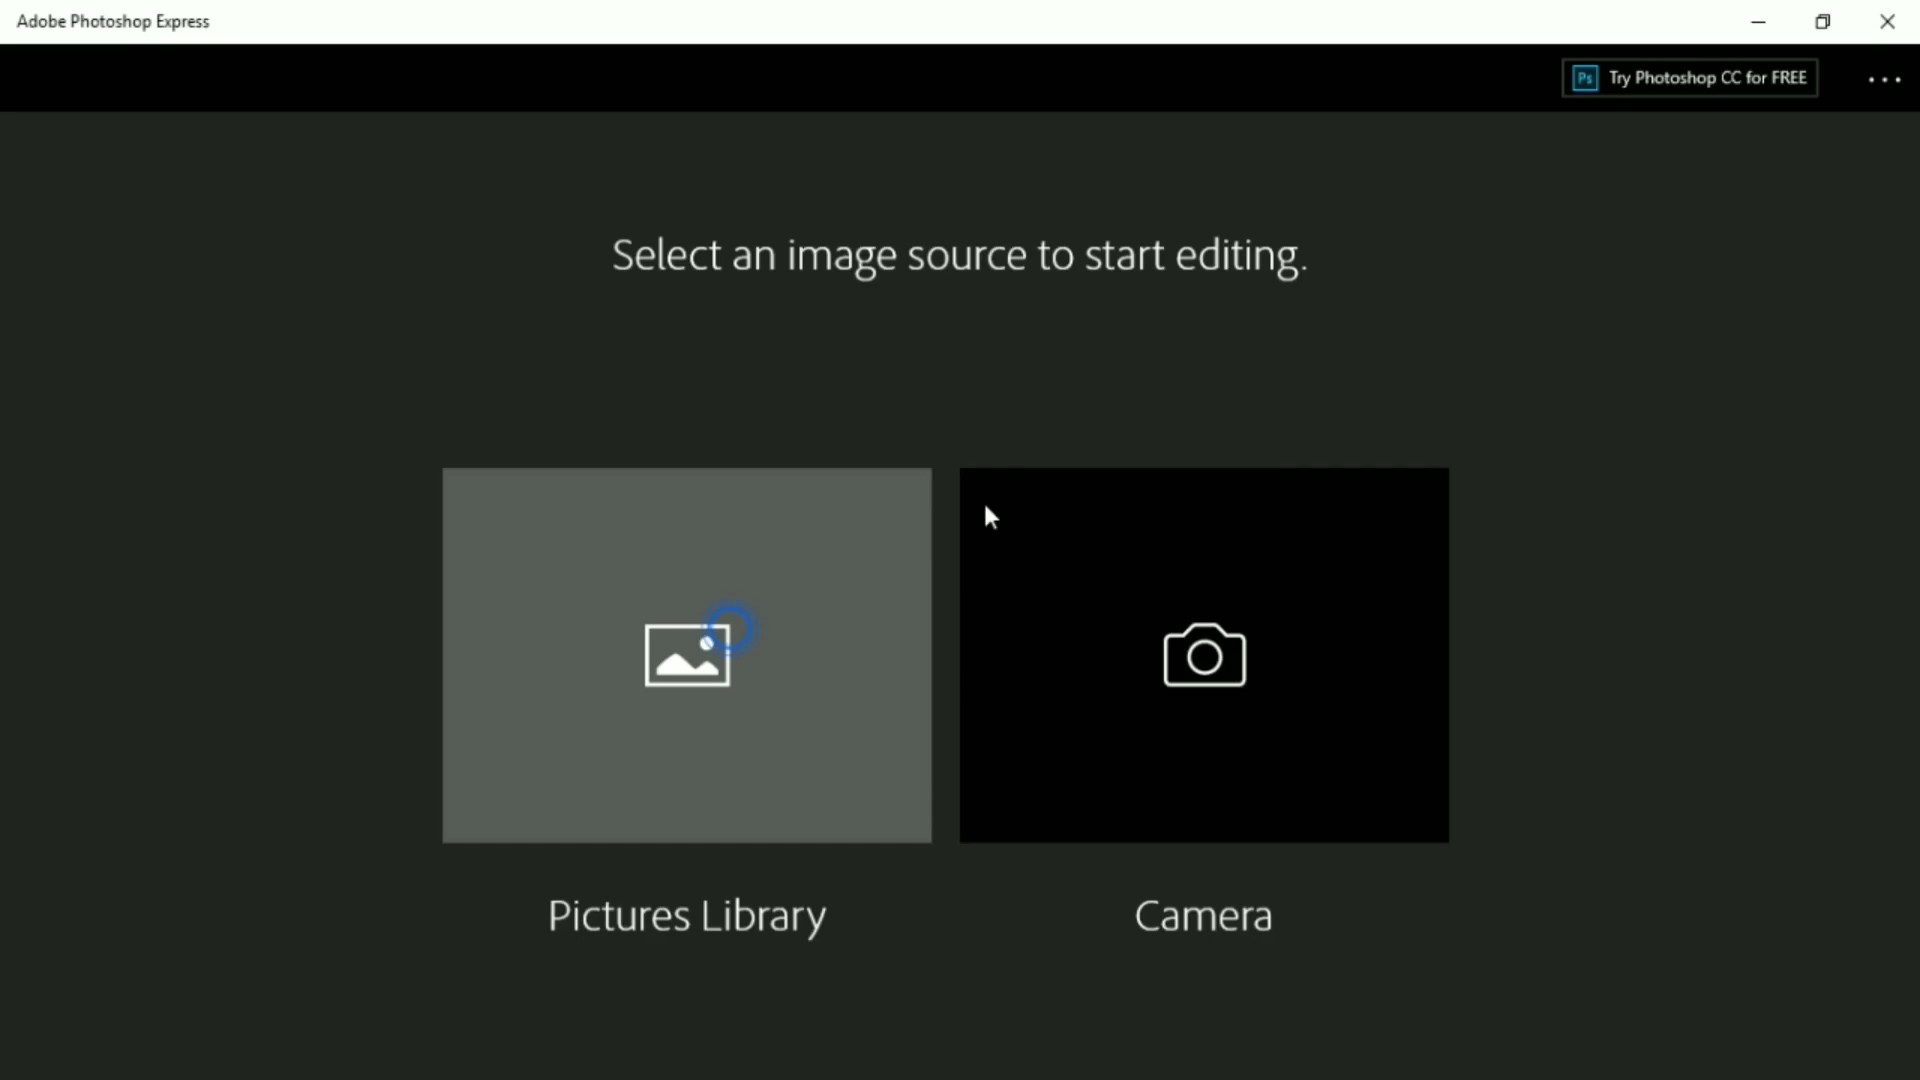 Adobe Photoshop Express
Ps Try Photoshop CC for FREE
Select an image source to start editing.
Pictures Library
Camera